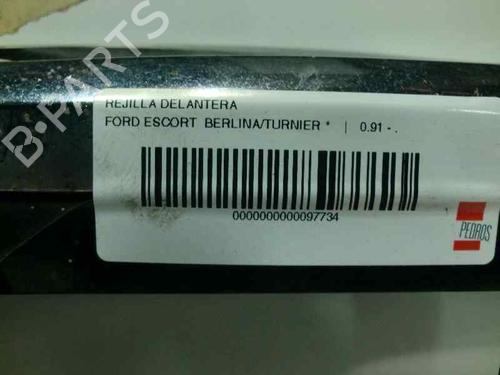 REJILLA DELANTERA
FORD ESCORT BERLINA/TURNIER * | 0.91 - .
0000000000097734
PEDROS
B-PARTS